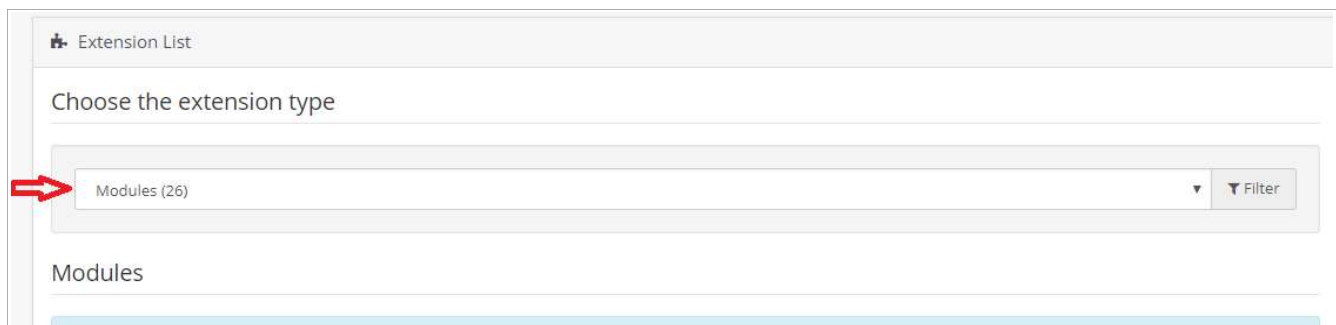 Extension List
Choose the extension type
Modules (26)
Filter
Modules